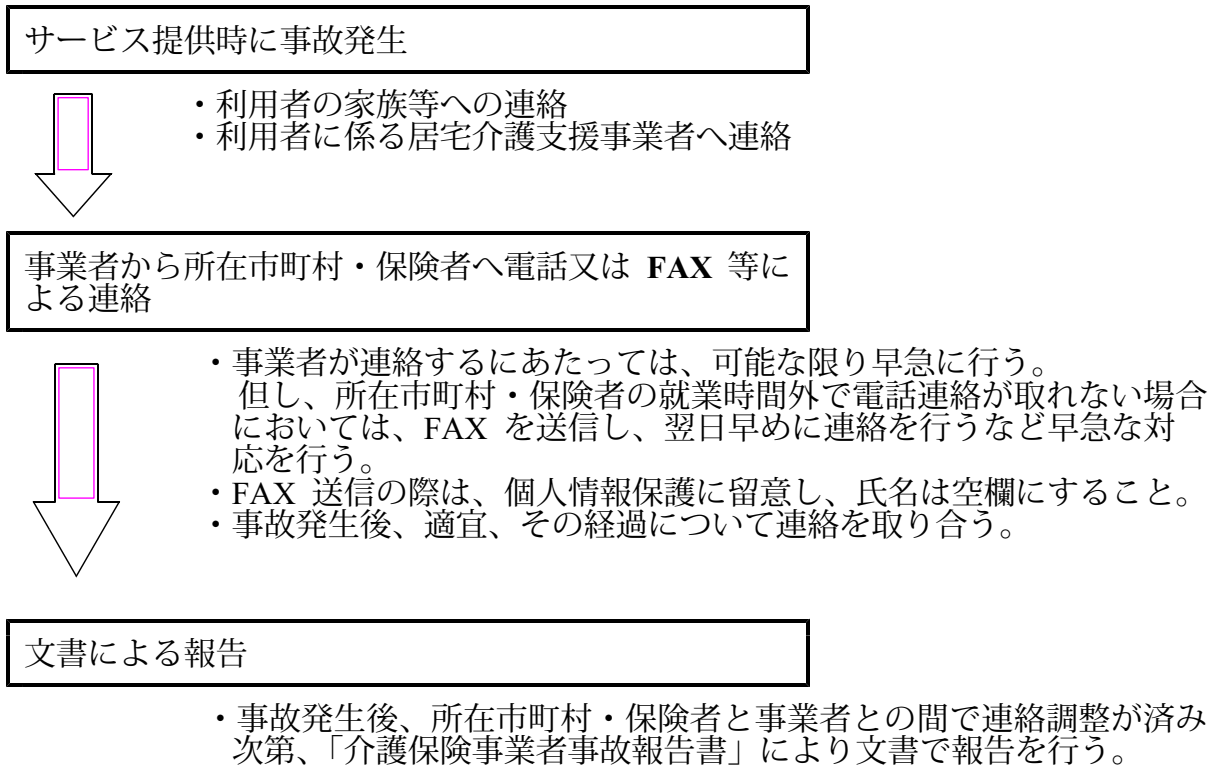 サービス提供時に事故発生
・利用者の家族等への連絡
・利用者に係る居宅介護支援事業者へ連絡
事業者から所在市町村・保険者へ電話又は FAX 等に
よる連絡
・事業者が連絡するにあたっては、可能な限り早急に行う。
但し、所在市町村・保険者の就業時間外で電話連絡が取れない場合
においては、FAX を送信し、翌日早めに連絡を行うなど早急な対
応を行う。
・FAX 送信の際は、個人情報保護に留意し、氏名は空欄にすること。
・事故発生後、適宜、その経過について連絡を取り合う。
文書による報告
・事故発生後、所在市町村・保険者と事業者との間で連絡調整が済み
次第、「介護保険事業者事故報告書」により文書で報告を行う。